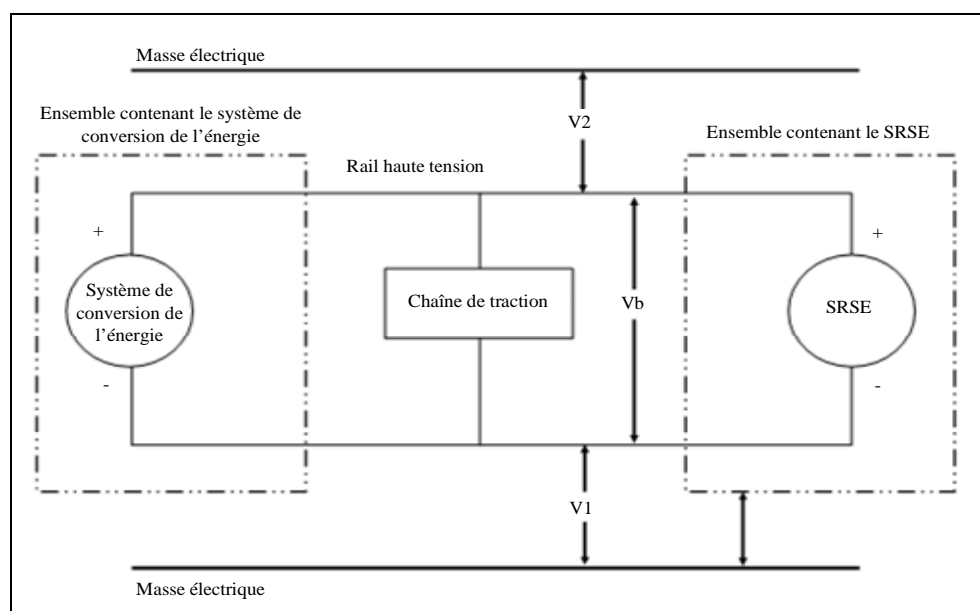 Masse électrique
Ensemble contenant le système de
conversion de l'énergie
V2
Ensemble contenant le SRSE
Rail haute tension
+
+
Système de
conversion de
l'énergie
Chaîne de traction
Vb
SRSE
-
-
V1
Masse électrique